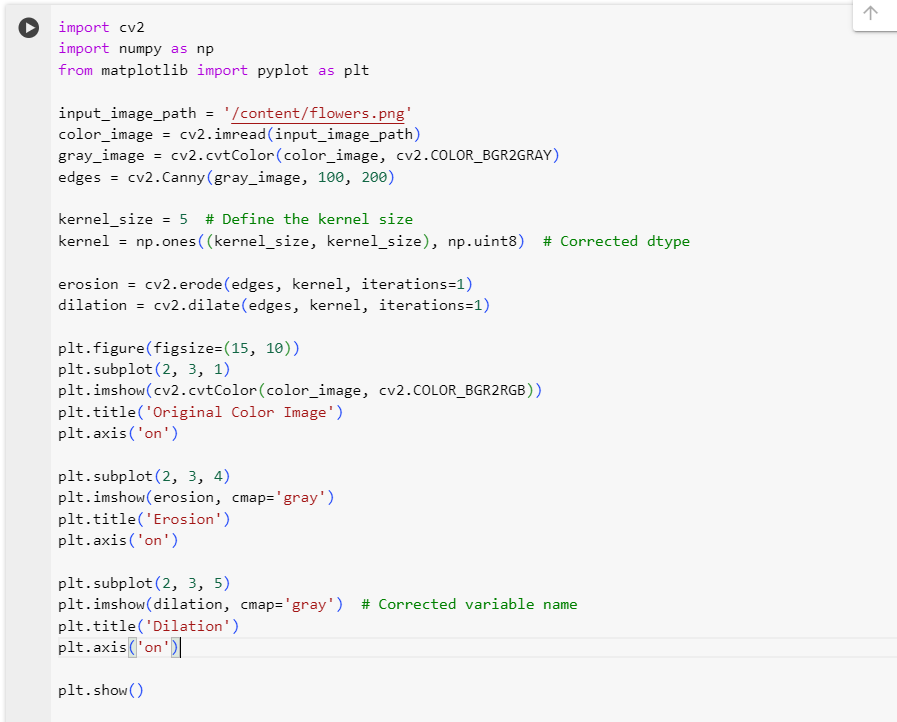 import cv2
import numpy as np
from matplotlib import pyplot as plt
input_image_path = '/content/flowers.png'
color_image = cv2.imread(input_image_path)
gray_image = cv2.cvtColor(color_image, cv2.COLOR_BGR2GRAY)
edges = cv2.Canny(gray_image, 100, 200)
kernel_size = 5  # Define the kernel size
kernel = np.ones((kernel_size, kernel_size), np.uint8)  # Corrected dtype
erosion = cv2.erode(edges, kernel, iterations=1)
dilation = cv2.dilate(edges, kernel, iterations=1)
plt.figure(figsize=(15, 10))
plt.subplot(2, 3, 1)
plt.imshow(cv2.cvtColor(color_image, cv2.COLOR_BGR2RGB))
plt.title('Original Color Image')
plt.axis('on')
plt.subplot(2, 3, 4)
plt.imshow(erosion, cmap='gray')
plt.title('Erosion')
plt.axis('on')
plt.subplot(2, 3, 5)
plt.imshow(dilation, cmap='gray')  # Corrected variable name
plt.title('Dilation')
plt.axis('on')
plt.show()